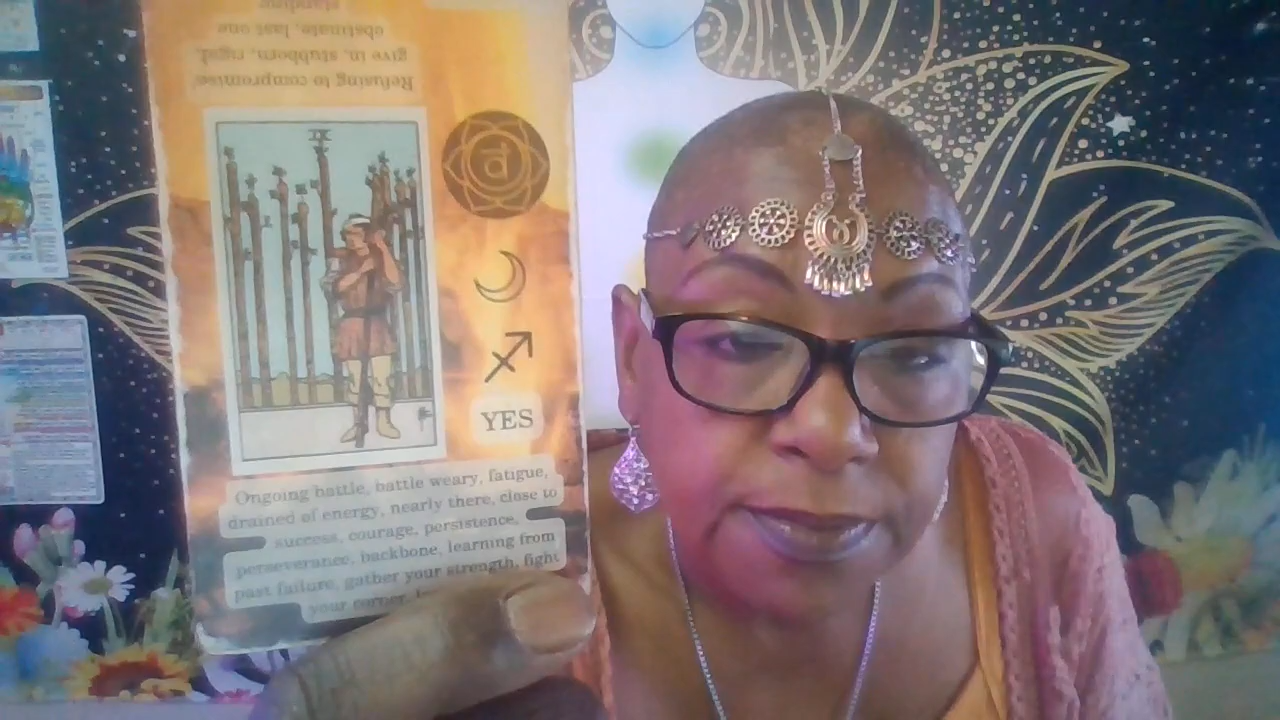 standing
obstinate, last one
give in, stubborn, rigid,
Refusing to compromise,
IX
YES
Ongoing battle, battle weary, fatigue,
drained of energy, nearly there, close to
success, courage, persistence,
perseverance, backbone, learning from
past failure, gather your strength, fight
your corner,